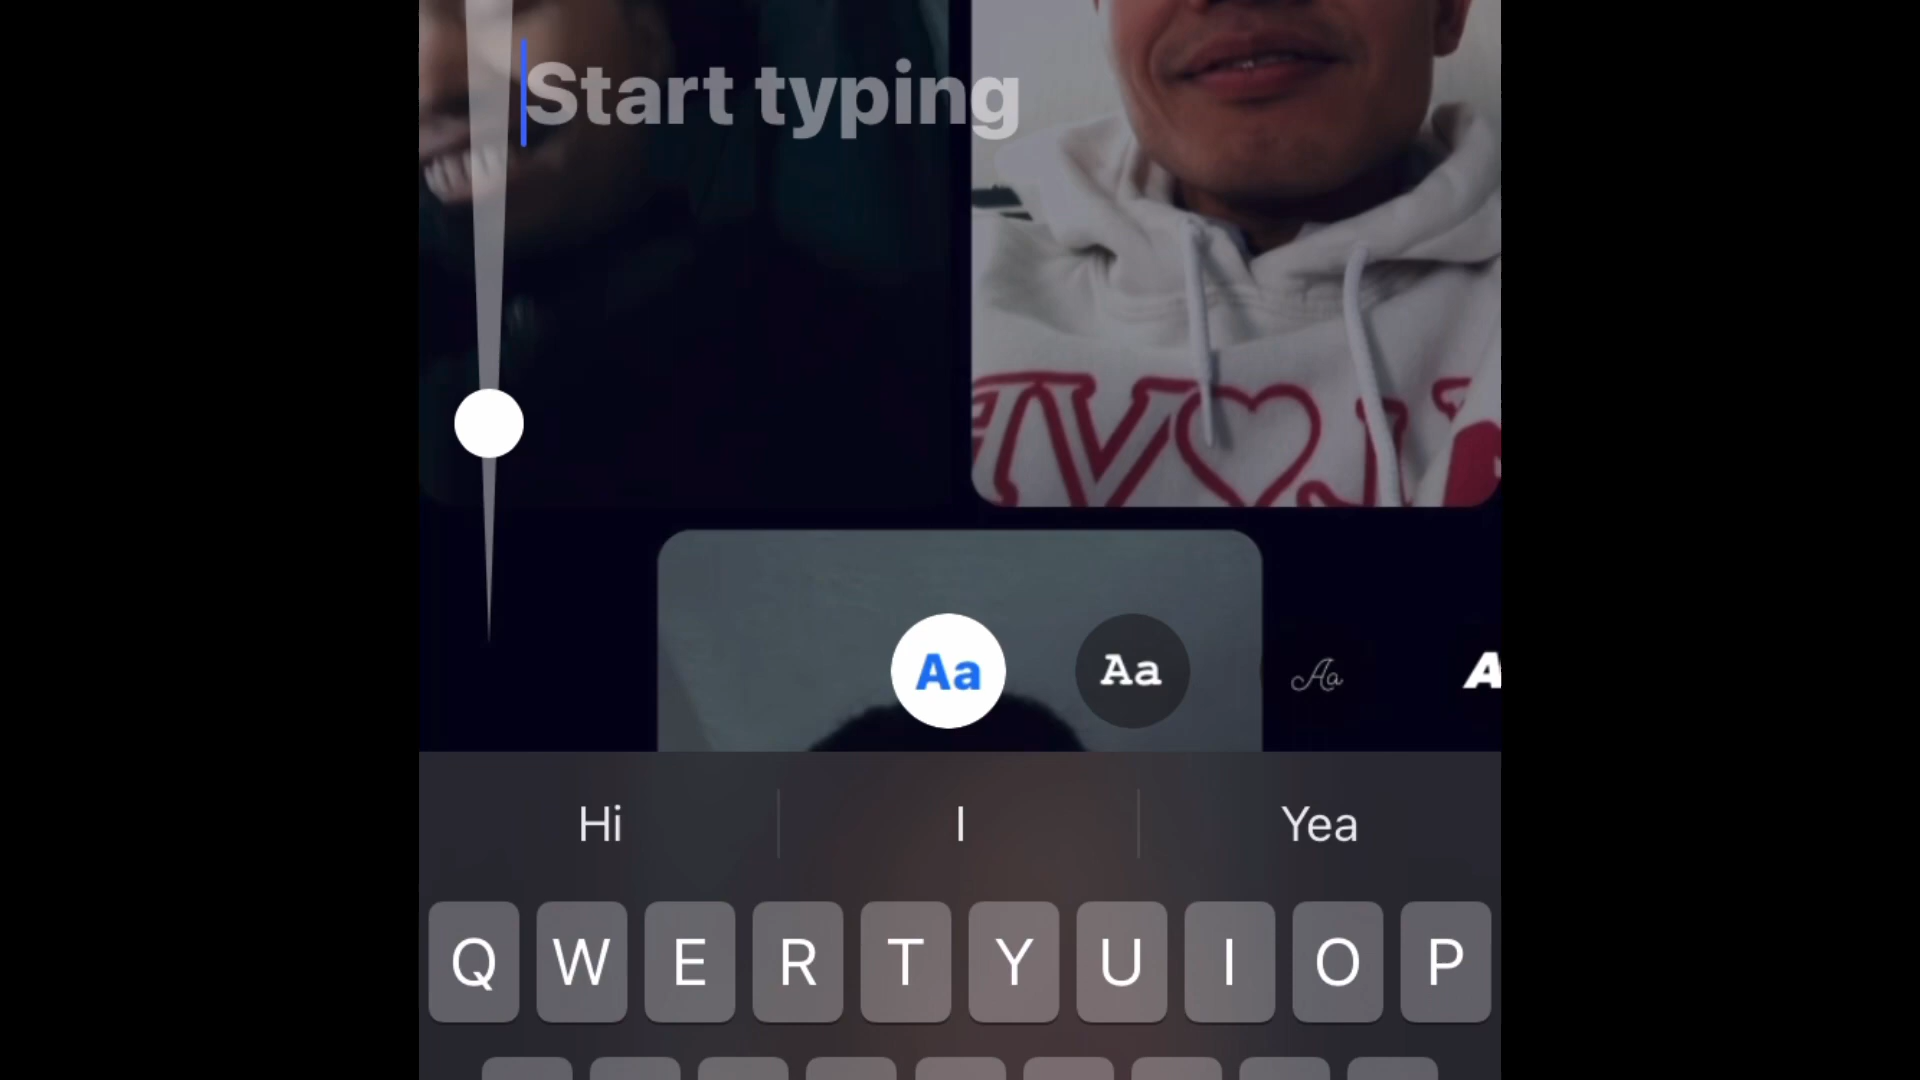 Start typing
Aa Aa Aa
Hi I Yea
Q W E R T Y U I O P